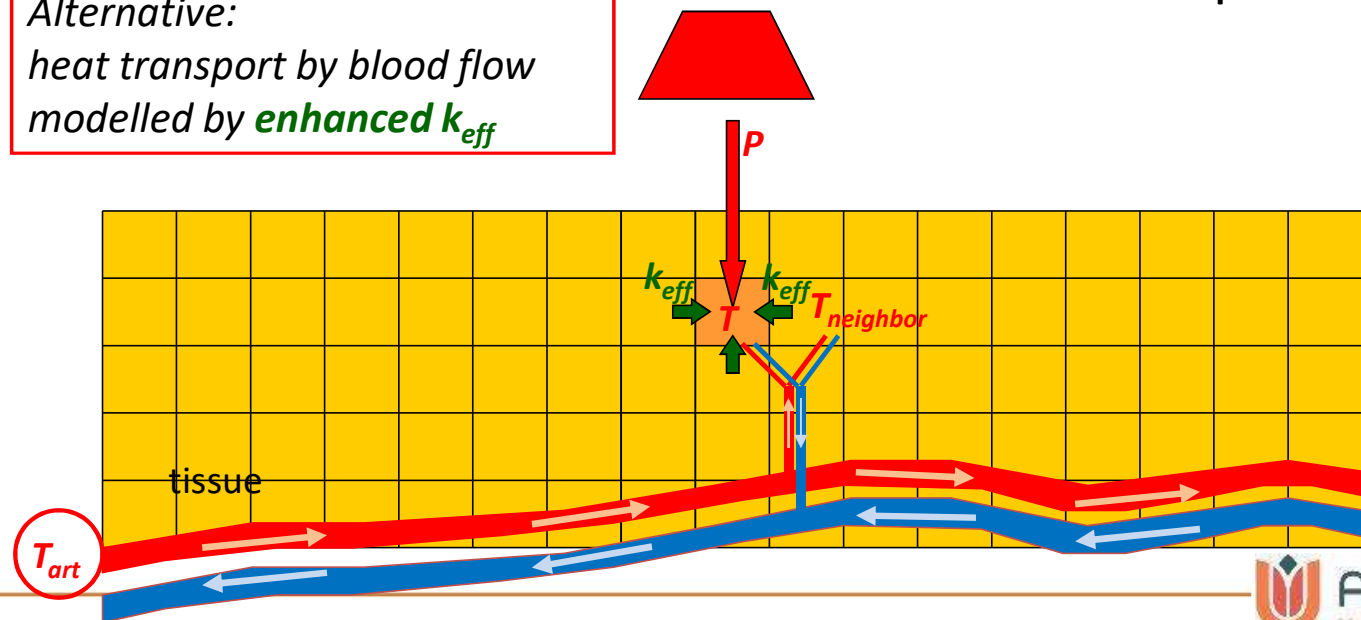 Alternative:
heat transport by blood flow
modelled by enhanced keff
P
keff
keff
T
Tneighbor
tissue
Tart